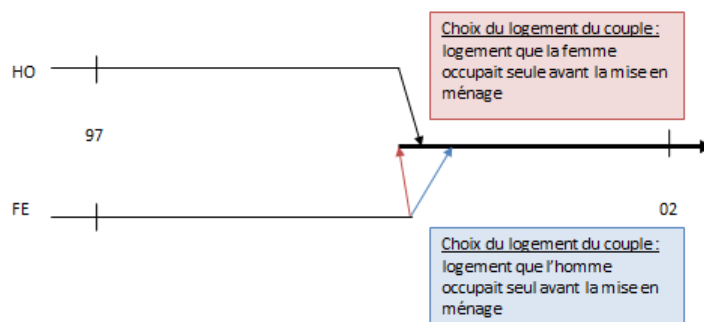 Choix du logement du couple :
logement que la femme
occupait seule avant la mise en
ménage
HO
97
FE
02
Choix du logement du couple :
logement que l'homme
occupait seul avant la mise en
ménage